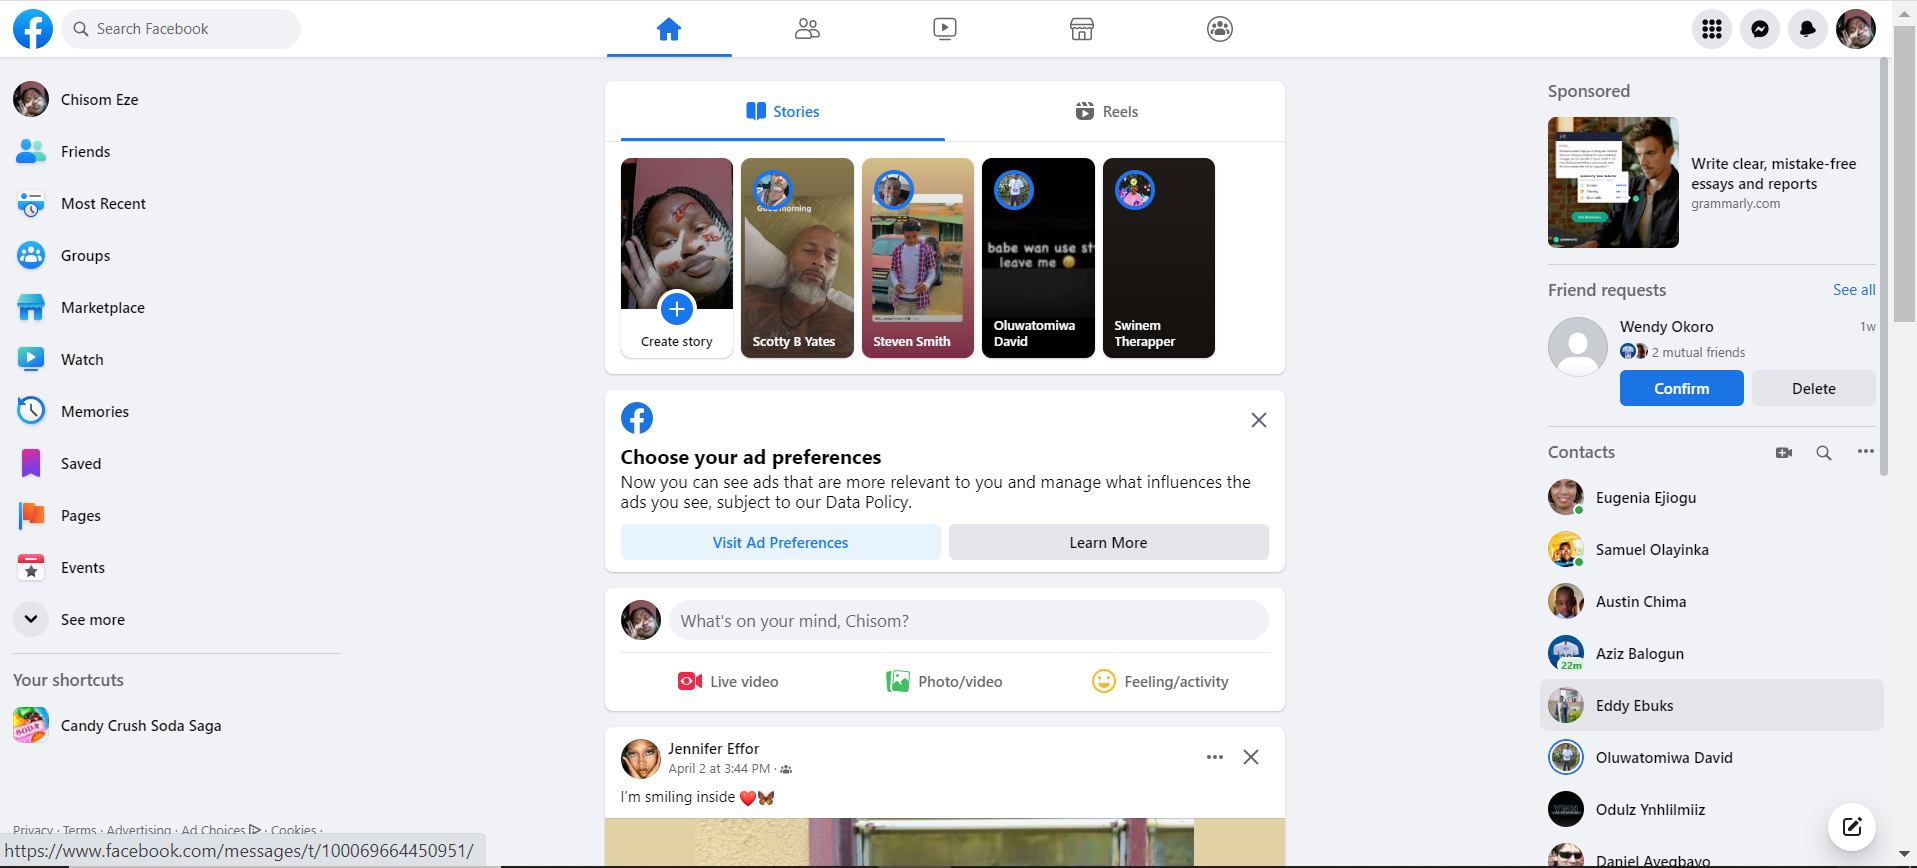 Search Facebook
Chisom Eze
Friends
Most Recent
Groups
Marketplace
Watch
Memories
Saved
Pages
Events
See more
Your shortcuts
Candy Crush Soda Saga
Privacy · Terms · Advertising · Ad Choices · Cookies ·
https://www.facebook.com/messages/t/100069664450951/
Stories
Reels
Create story
Good morning
Scotty B Yates
Steven Smith
babe wan use st
leave me
Oluwatomiwa
David
Swinem
Therapper
Choose your ad preferences
Now you can see ads that are more relevant to you and manage what influences the
ads you see, subject to our Data Policy.
Visit Ad Preferences
Learn More
What's on your mind, Chisom?
Live video
Photo/video
Feeling/activity
Jennifer Effor
April 2 at 3:44 PM ·
I'm smiling inside ❤️🦋
Sponsored
Write clear, mistake-free
essays and reports
grammarly.com
Friend requests
See all
Wendy Okoro
1w
2 mutual friends
Confirm
Delete
Contacts
Eugenia Ejiogu
Samuel Olayinka
Austin Chima
Aziz Balogun
22m
Eddy Ebuks
Oluwatomiwa David
Odulz Ynhlilmiiz
Daniel Ayegbayo